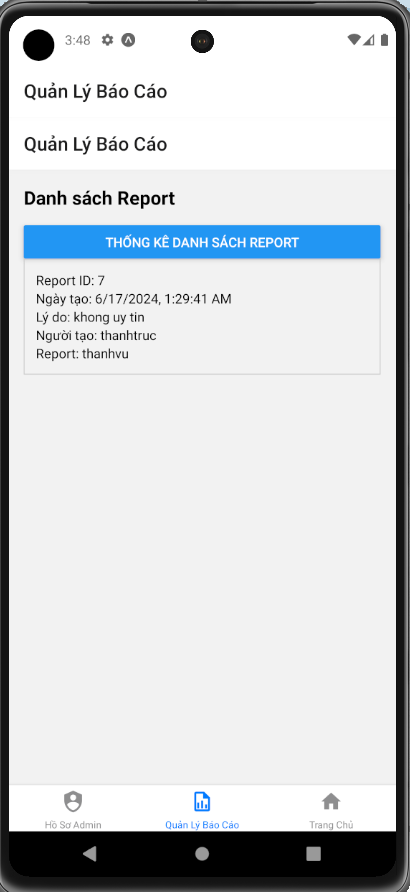 3:48
Quản Lý Báo Cáo
Quản Lý Báo Cáo
Danh sách Report
THỐNG KÊ DANH SÁCH REPORT
Report ID: 7
Ngày tạo: 6/17/2024, 1:29:41 AM
Lý do: khong uy tin
Người tạo: thanhtruc
Report: thanhvu
Hồ Sơ Admin
Quản Lý Báo Cáo
Trang Chủ